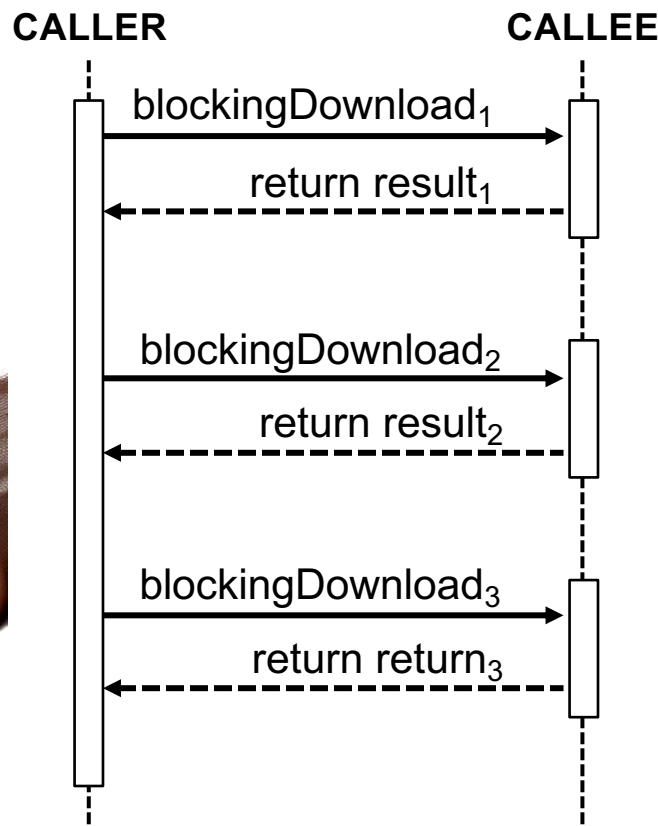 CALLER
CALLEE
blockingDownload₁
return result₁
blockingDownload₂
return result₂
blockingDownload₃
return return₃